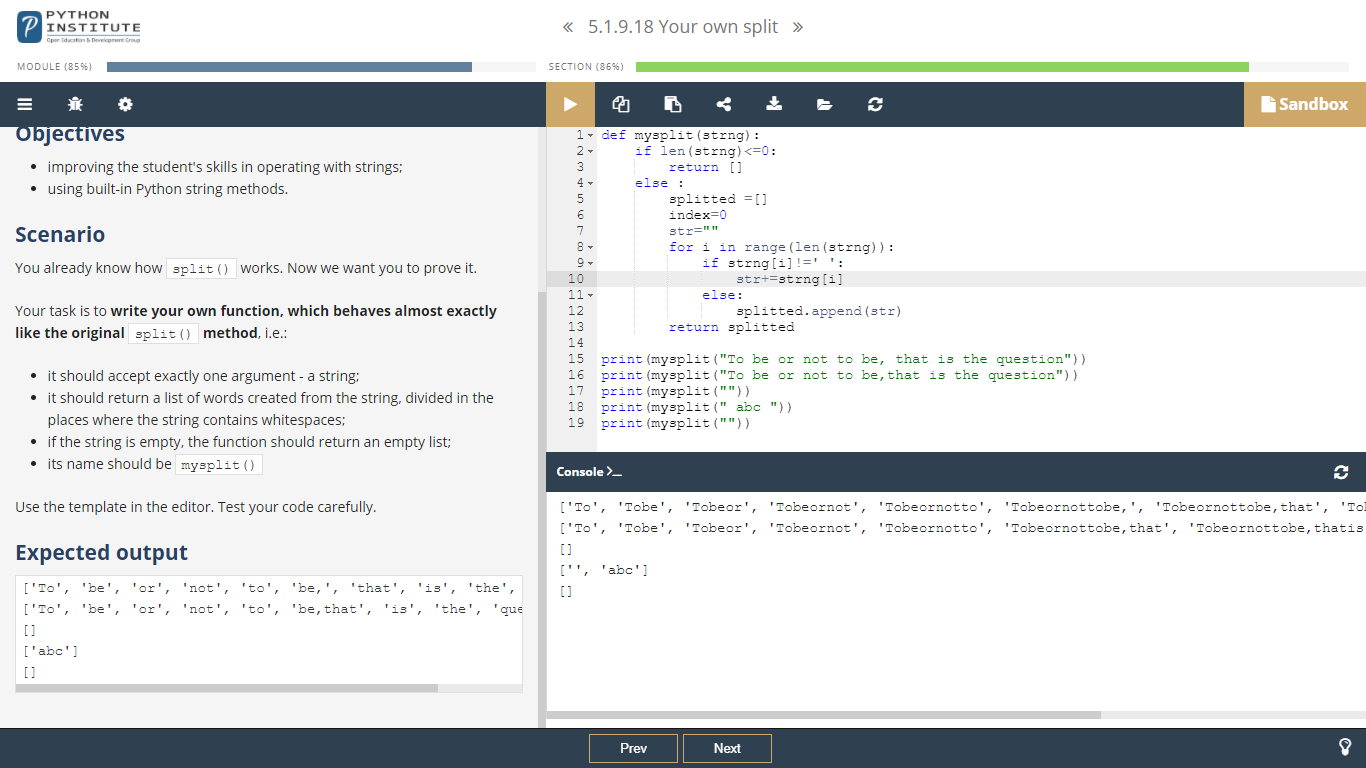 PYTHON
INSTITUTE
Open Education & Development Group
« 5.1.9.18 Your own split »
MODULE (85%)
SECTION (86%)
Sandbox
Objectives
• improving the student's skills in operating with strings;
• using built-in Python string methods.
Scenario
You already know how split() works. Now we want you to prove it.
Your task is to write your own function, which behaves almost exactly
like the original split() method, i.e.:
• it should accept exactly one argument - a string;
• it should return a list of words created from the string, divided in the
places where the string contains whitespaces;
• if the string is empty, the function should return an empty list;
• its name should be mysplit()
Use the template in the editor. Test your code carefully.
Expected output
['To', 'be', 'or', 'not', 'to', 'be,', 'that', 'is', 'the',
['To', 'be', 'or', 'not', 'to', 'be,that', 'is', 'the', 'que
[]
['abc']
[]
1 def mysplit(strng):
2     if len(strng)<=0:
3         return []
4     else :
5         splitted =[]
6         index=0
7         str=""
8         for i in range(len(strng)):
9             if strng[i]!=' ':
10                 str+=strng[i]
11             else:
12                 splitted.append(str)
13         return splitted
14
15 print(mysplit("To be or not to be, that is the question"))
16 print(mysplit("To be or not to be,that is the question"))
17 print(mysplit(""))
18 print(mysplit(" abc "))
19 print(mysplit(""))
Console >_
['To', 'Tobe', 'Tobeor', 'Tobeornot', 'Tobeornotto', 'Tobeornottobe,', 'Tobeornottobe,that', 'To
['To', 'Tobe', 'Tobeor', 'Tobeornot', 'Tobeornotto', 'Tobeornottobe,that', 'Tobeornottobe,thatis
[]
['', 'abc']
[]
Prev
Next